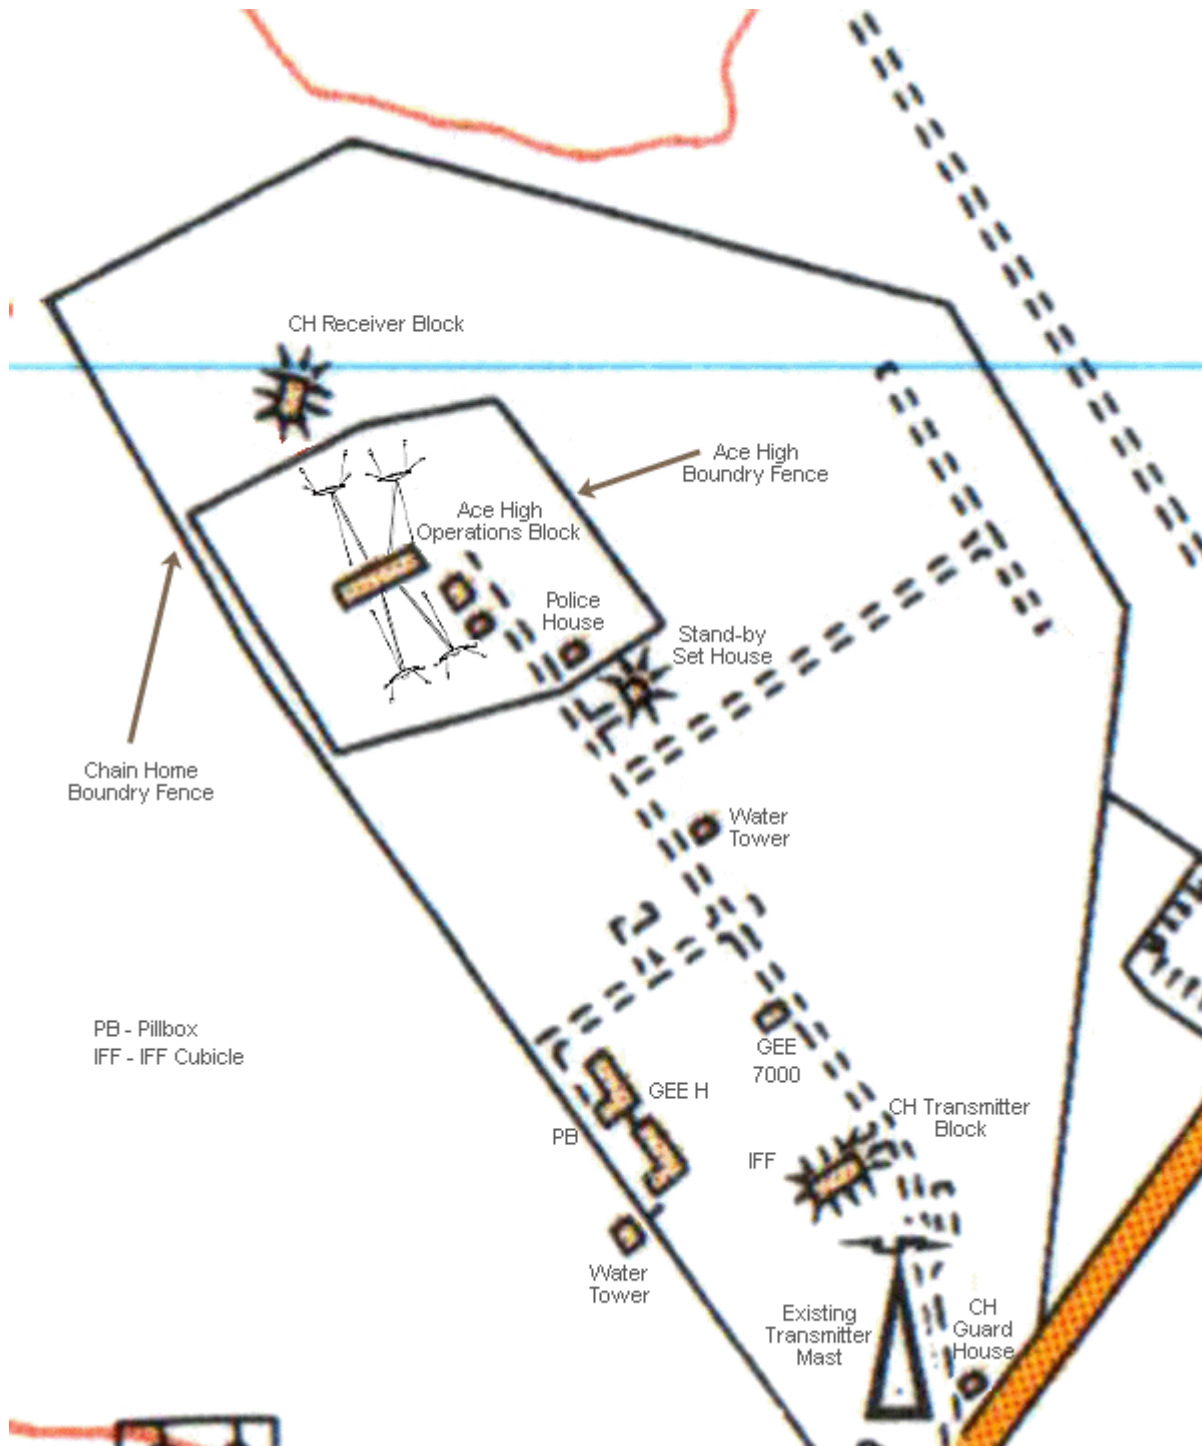 CH Receiver Block
Ace High
Boundry Fence
Ace High
Operations Block
Police
House
Stand-by
Set House
Chain Home
Boundry Fence
Water
Tower
PB - Pillbox
IFF - IFF Cubicle
GEE
7000
GEE H
CH Transmitter
Block
PB
IFF
Water
Tower
Existing
Transmitter
Mast
CH
Guard
House